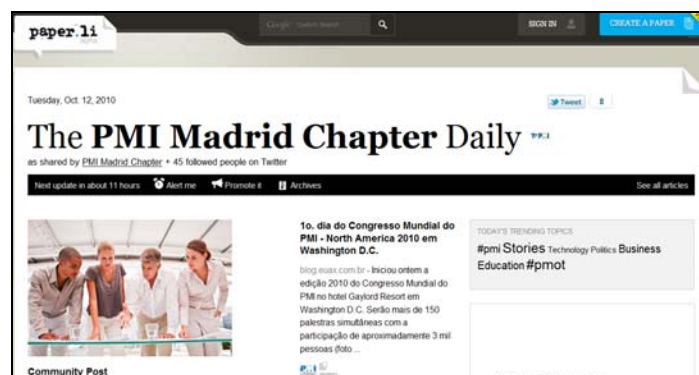 paper.li
SIGN IN
CREATE A PAPER
Tuesday, Oct. 12, 2010
Tweet
8
The PMI Madrid Chapter Daily
as shared by PMI Madrid Chapter + 45 followed people on Twitter
Next update in about 11 hours Alert me Promote it Archives See all articles
1o. dia do Congresso Mundial do
PMI - North America 2010 em
Washington D.C.
blog.euax.com.br - Iniciou ontem a
edição 2010 do Congresso Mundial do
PMI no hotel Gaylord Resort em
Washington D.C. Serão mais de 150
palestras simultâneas com a
participação de aproximadamente 3 mil
pessoas (foto ...
Community Post
TODAY'S TRENDING TOPICS
#pmi Stories Technology Politics Business
Education #pmot